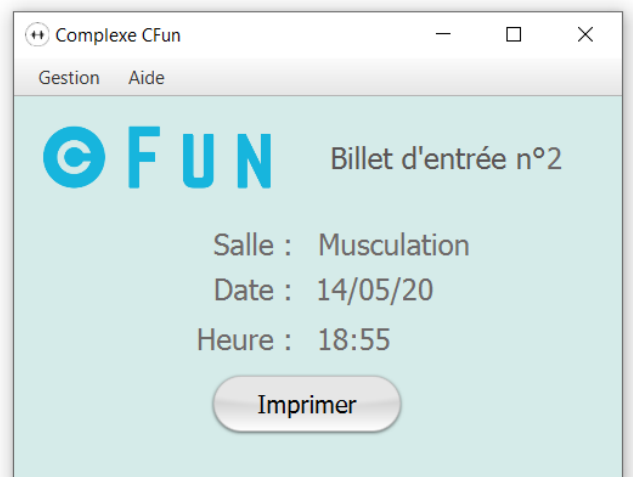 Complexe CFun
Gestion Aide
C FUN
Billet d'entrée n°2
Salle : Musculation
Date : 14/05/20
Heure : 18:55
Imprimer